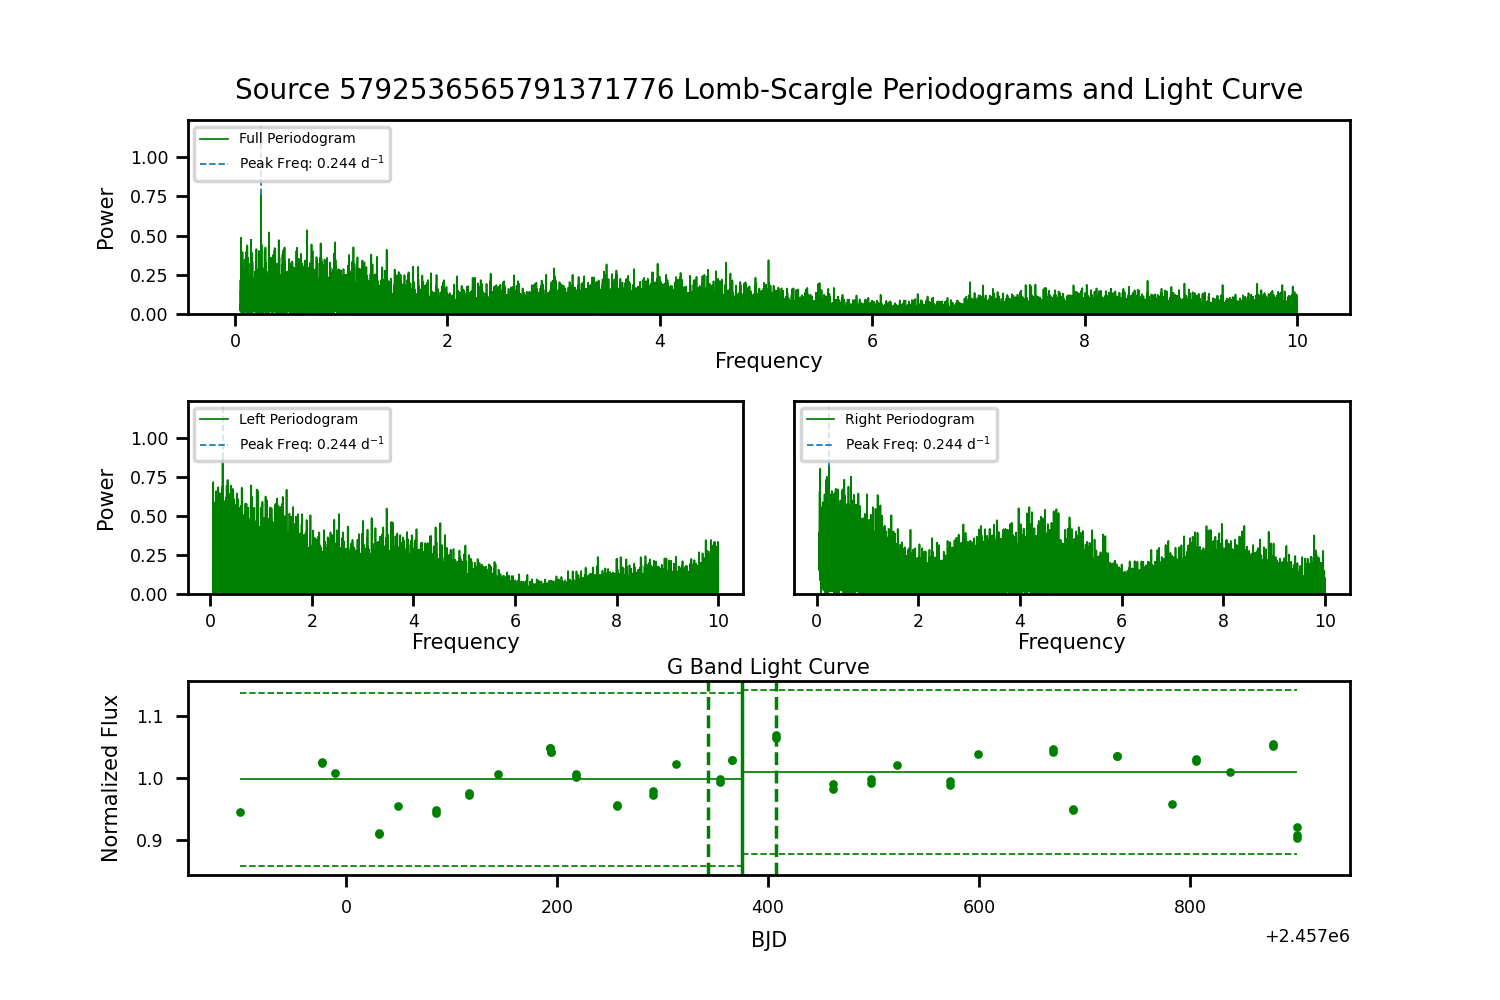 Source 5792536565791371776 Lomb-Scargle Periodograms and Light Curve
Full Periodogram
Peak Freq: 0.244 d⁻¹
Power
1.00
0.75
0.50
0.25
0.00
0 2 4 6 8 10
Frequency
Left Periodogram
Peak Freq: 0.244 d⁻¹
Power
1.00
0.75
0.50
0.25
0.00
0 2 4 6 8 10
Frequency
Right Periodogram
Peak Freq: 0.244 d⁻¹
0 2 4 6 8 10
Frequency
G Band Light Curve
Normalized Flux
1.1
1.0
0.9
0 200 400 600 800
BJD
+2.457e6